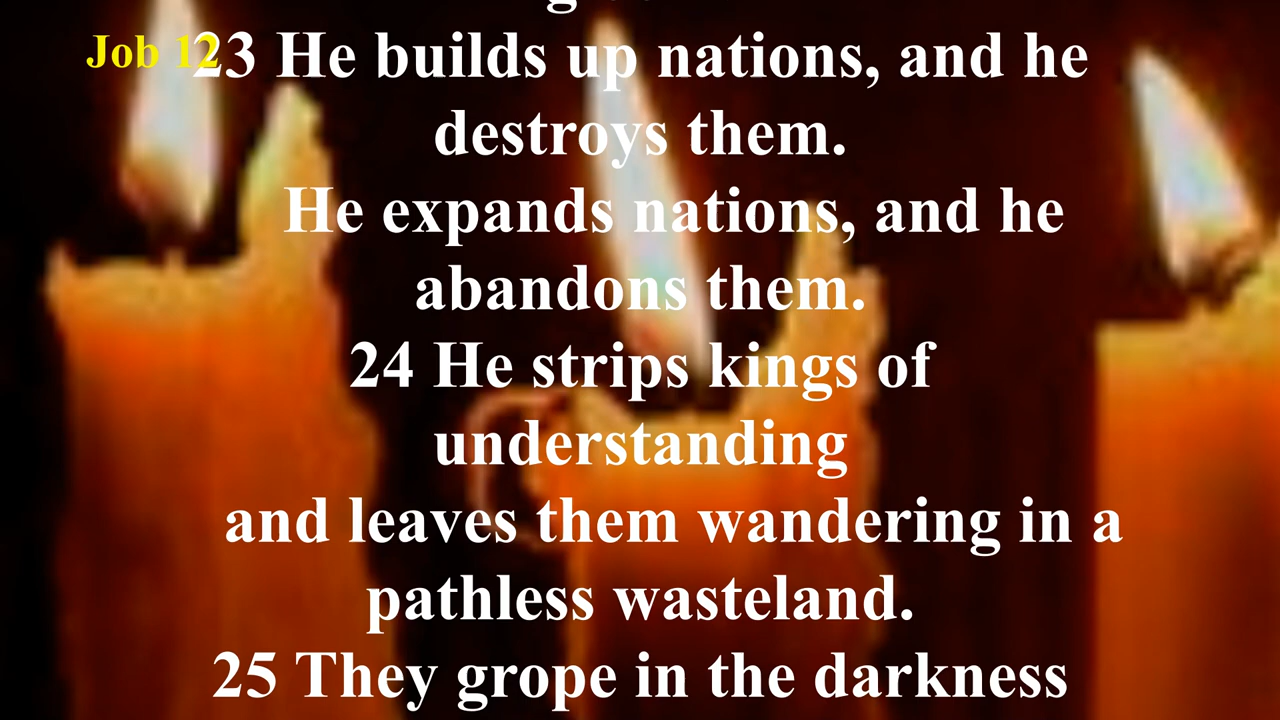 Job 12
23 He builds up nations, and he
destroys them.
He expands nations, and he
abandons them.
24 He strips kings of
understanding
and leaves them wandering in a
pathless wasteland.
25 They grope in the darkness